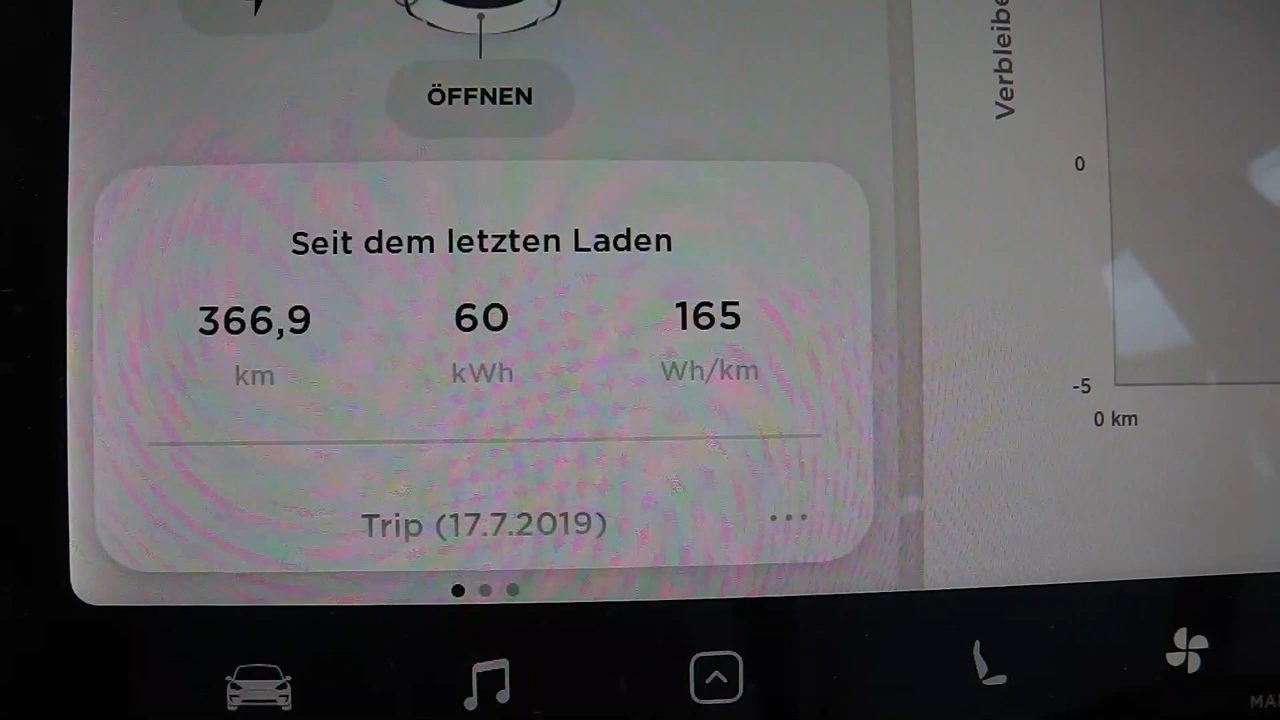 ÖFFNEN
Seit dem letzten Laden
366,9 60 165
km kWh Wh/km
Trip (17.7.2019) ...
0
-5
0 km